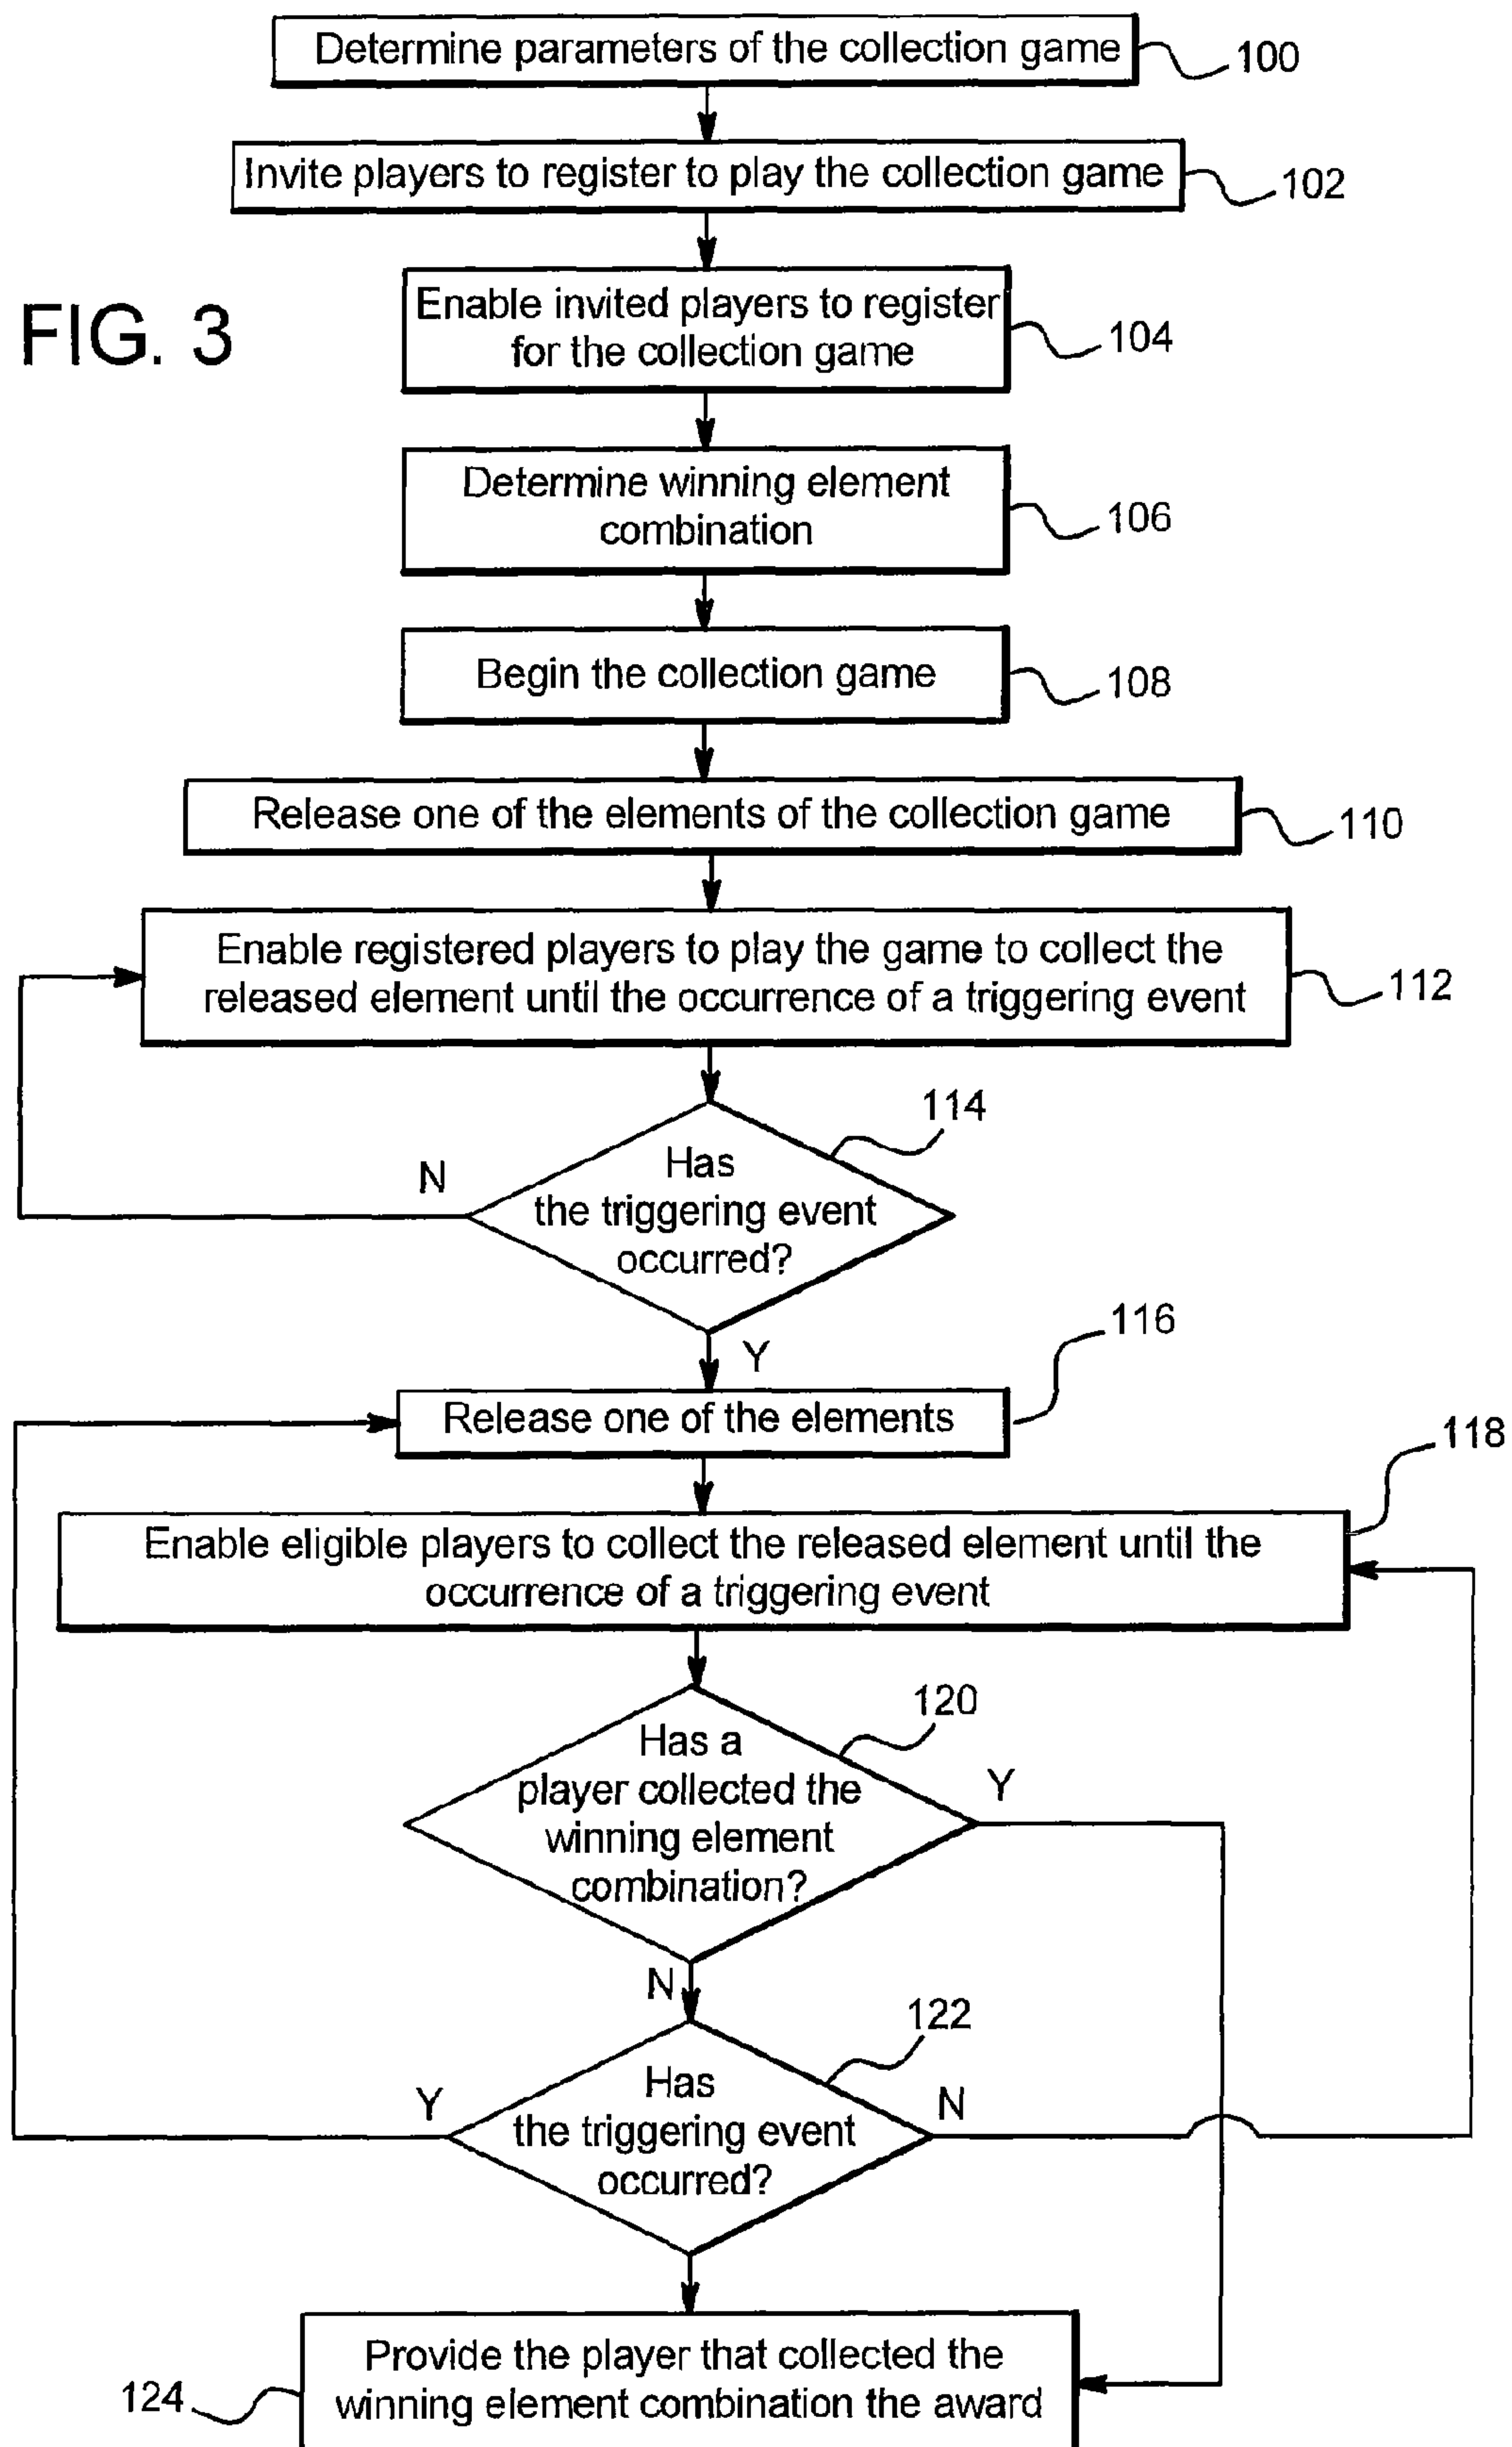 Determine parameters of the collection game
100
Invite players to register to play the collection game
102
FIG. 3
Enable invited players to register
for the collection game
104
Determine winning element
combination
106
Begin the collection game
108
Release one of the elements of the collection game
110
Enable registered players to play the game to collect the
released element until the occurrence of a triggering event
112
114
N
Has
the triggering event
occurred?
Y
116
Release one of the elements
118
Enable eligible players to collect the released element until the
occurrence of a triggering event
120
Has a
player collected the
winning element
combination?
Y
N
122
Y
Has
the triggering event
occurred?
N
Provide the player that collected the
winning element combination the award
124